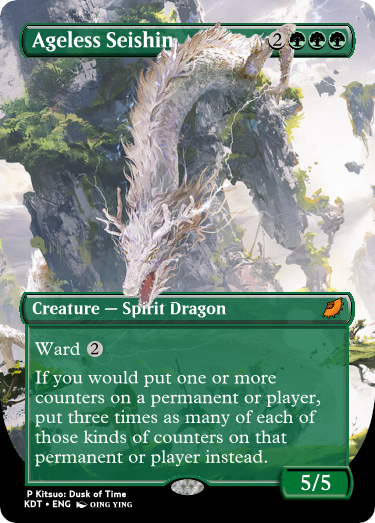 Ageless Seishin 2
Creature — Spirit Dragon
Ward 2
If you would put one or more
counters on a permanent or player,
put three times as many of each of
those kinds of counters on that
permanent or player instead.
5/5
P Kitsuo: Dusk of Time
KDT • ENG QING YING